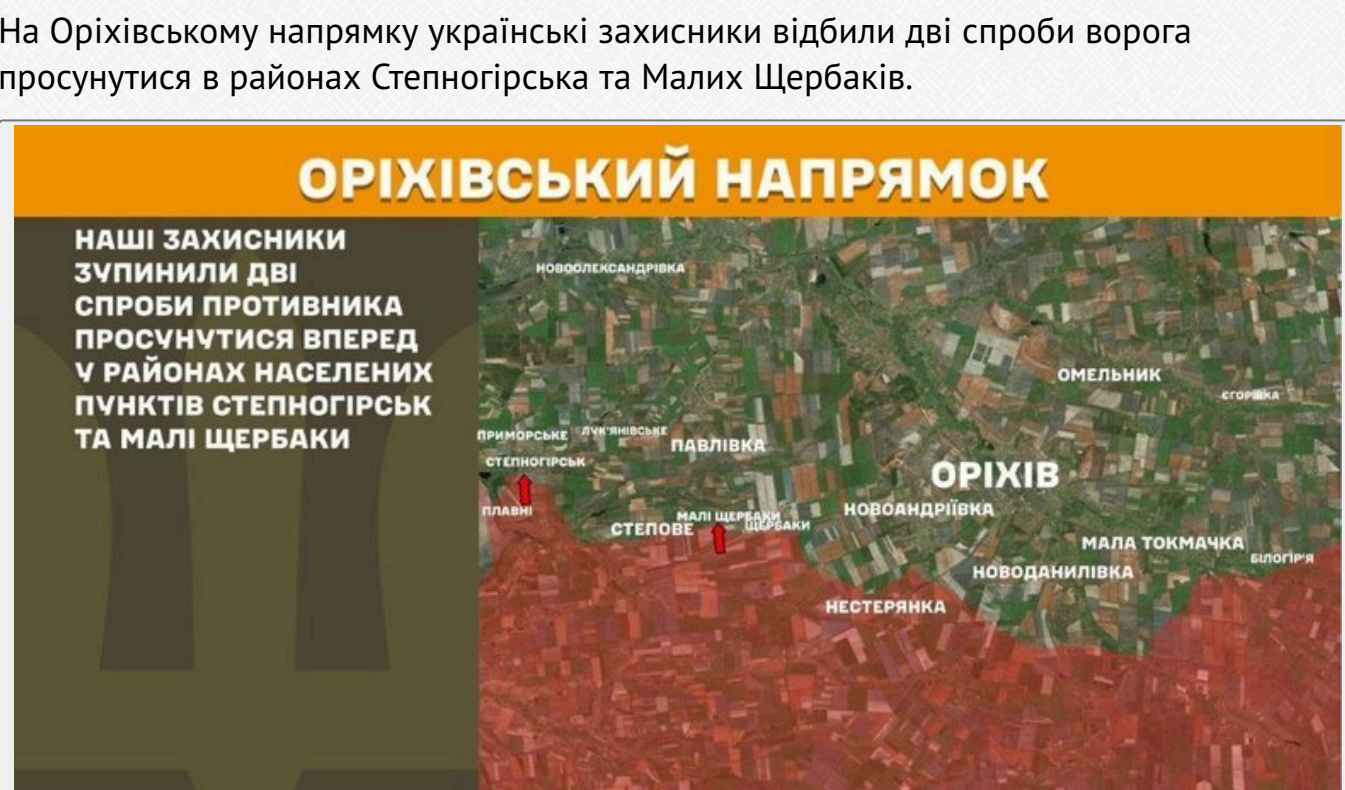 На Оріхівському напрямку українські захисники відбили дві спроби ворога
просунутися в районах Степногірська та Малих Щербаків.
ОРІХІВСЬКИЙ НАПРЯМОК
НАШІ ЗАХИСНИКИ
ЗУПИНИЛИ ДВІ
СПРОБИ ПРОТИВНИКА
ПРОСУНУТИСЯ ВПЕРЕД
У РАЙОНАХ НАСЕЛЕНИХ
ПУНКТІВ СТЕПНОГІРСЬК
ТА МАЛІ ЩЕРБАКИ
НОВООЛЕКСАНДРІВКА
ОМЕЛЬНИК
ЄГОРІВКА
ПРИМОРСЬКЕ
ЛУК'ЯНІВСЬКЕ
ПАВЛІВКА
СТЕПНОГІРСЬК
ОРІХІВ
ПЛАВНІ
МАЛІ ЩЕРБАКИ
НОВОАНДРІЇВКА
СТЕПОВЕ
ЩЕРБАКИ
МАЛА ТОКМАЧКА
БІЛОГІР'Я
НОВОДАНИЛІВКА
НЕСТЕРЯНКА